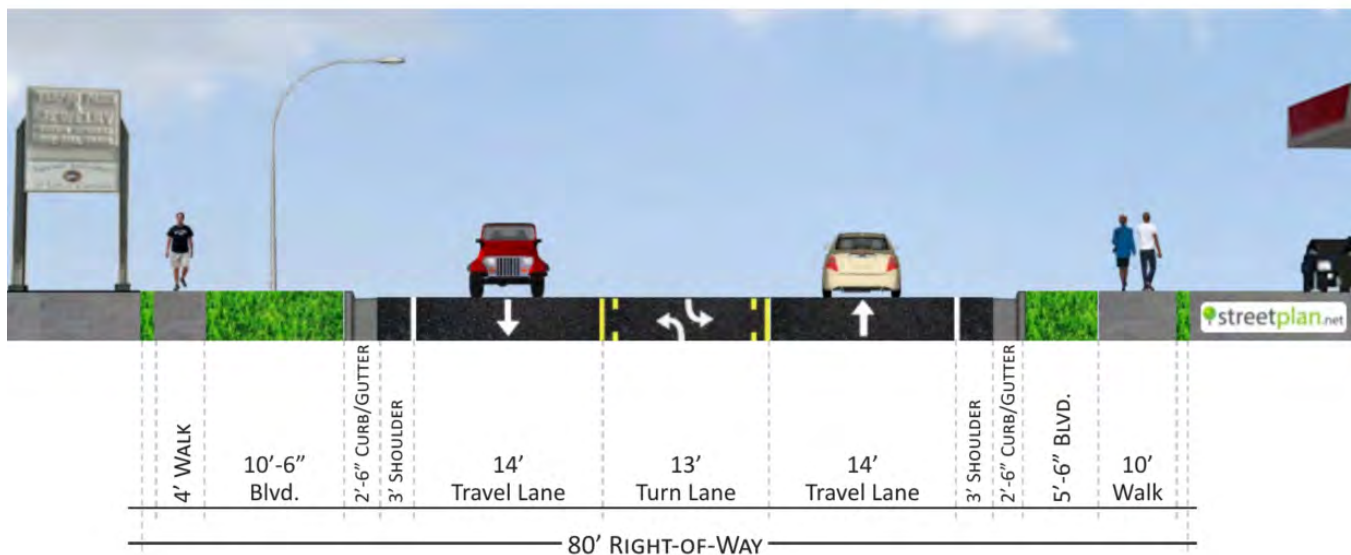 streetplan.net
4’ WALK
10’-6”
Blvd.
2’-6” CURB/GUTTER
3’ SHOULDER
14’
Travel Lane
13’
Turn Lane
14’
Travel Lane
3’ SHOULDER
2’-6” CURB/GUTTER
5’-6” BLVD.
10’
Walk
80’ RIGHT-OF-WAY